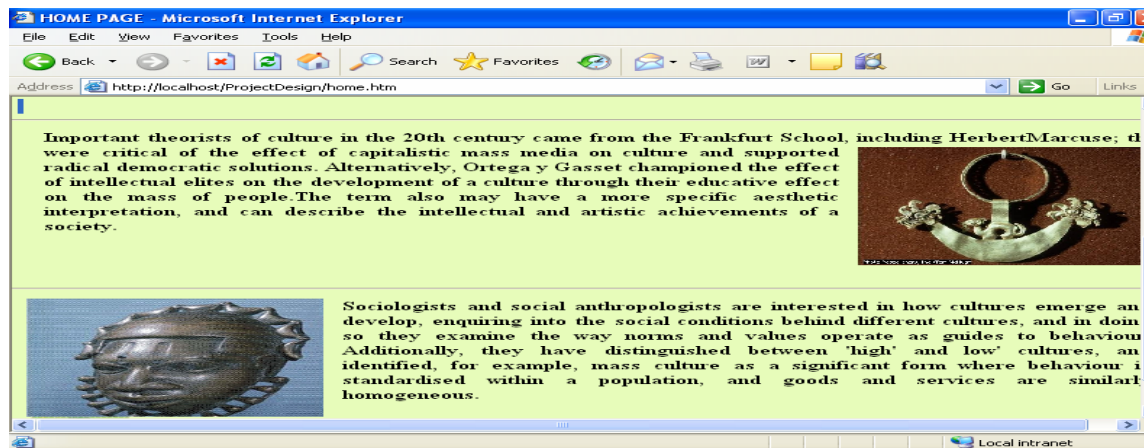 HOME PAGE - Microsoft Internet Explorer
File Edit View Favorites Tools Help
Back Search Favorites
Address http://localhost/ProjectDesign/home.htm Go Links
Important theorists of culture in the 20th century came from the Frankfurt School, including HerbertMarcuse;
were critical of the effect of capitalistic mass media on culture and supported
radical democratic solutions. Alternatively, Ortega y Gasset championed the effect
of intellectual elites on the development of a culture through their educative effect
on the mass of people.The term also may have a more specific aesthetic
interpretation, and can describe the intellectual and artistic achievements of a
society.
Sociologists and social anthropologists are interested in how cultures emerge an
develop, enquiring into the social conditions behind different cultures, and in doin
so they examine the way norms and values operate as guides to behaviou
Additionally, they have distinguished between 'high' and low' cultures, an
identified, for example, mass culture as a significant form where behaviour i
standardised within a population, and goods and services are similarl
homogeneous.
Local intranet